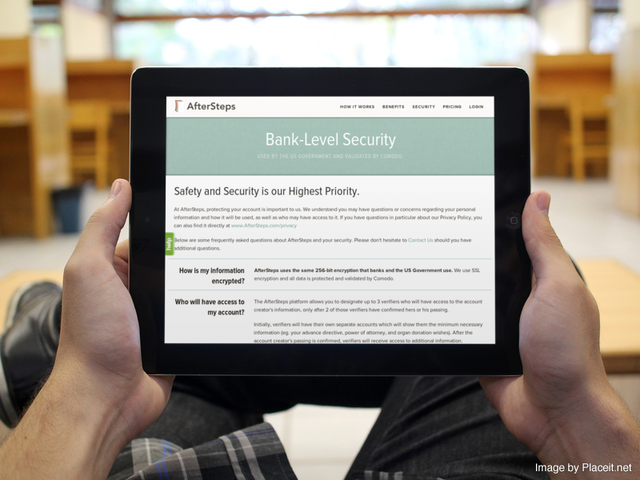 AfterSteps
HOW IT WORKS BENEFITS SECURITY PRICING LOGIN
Bank-Level Security
USED BY THE US GOVERNMENT AND VALIDATED BY COMODO
Safety and Security is our Highest Priority.
At AfterSteps, protecting your account is important to us. We understand you may have questions or concerns regarding your personal
information and how it will be used, as well as who may have access to it. If you have questions in particular about our Privacy Policy, you
can also find it directly at www.AfterSteps.com/privacy
Below are some frequently asked questions about AfterSteps and your security. Please don't hesitate to Contact Us should you have
additional questions.
How is my information
encrypted?
AfterSteps uses the same 256-bit encryption that banks and the US Government use. We use SSL
encryption and all data is protected and validated by Comodo.
Who will have access to
my account?
The AfterSteps platform allows you to designate up to 3 verifiers who will have access to the account
creator's information, only after 2 of those verifiers have confirmed hers or his passing.
Initially, verifiers will have their own separate accounts which will show them the minimum necessary
information (eg. your advance directive, power of attorney, and organ donation wishes). After the
account creator's passing is confirmed, verifiers will receive access to additional information.
Image by Placeit.net